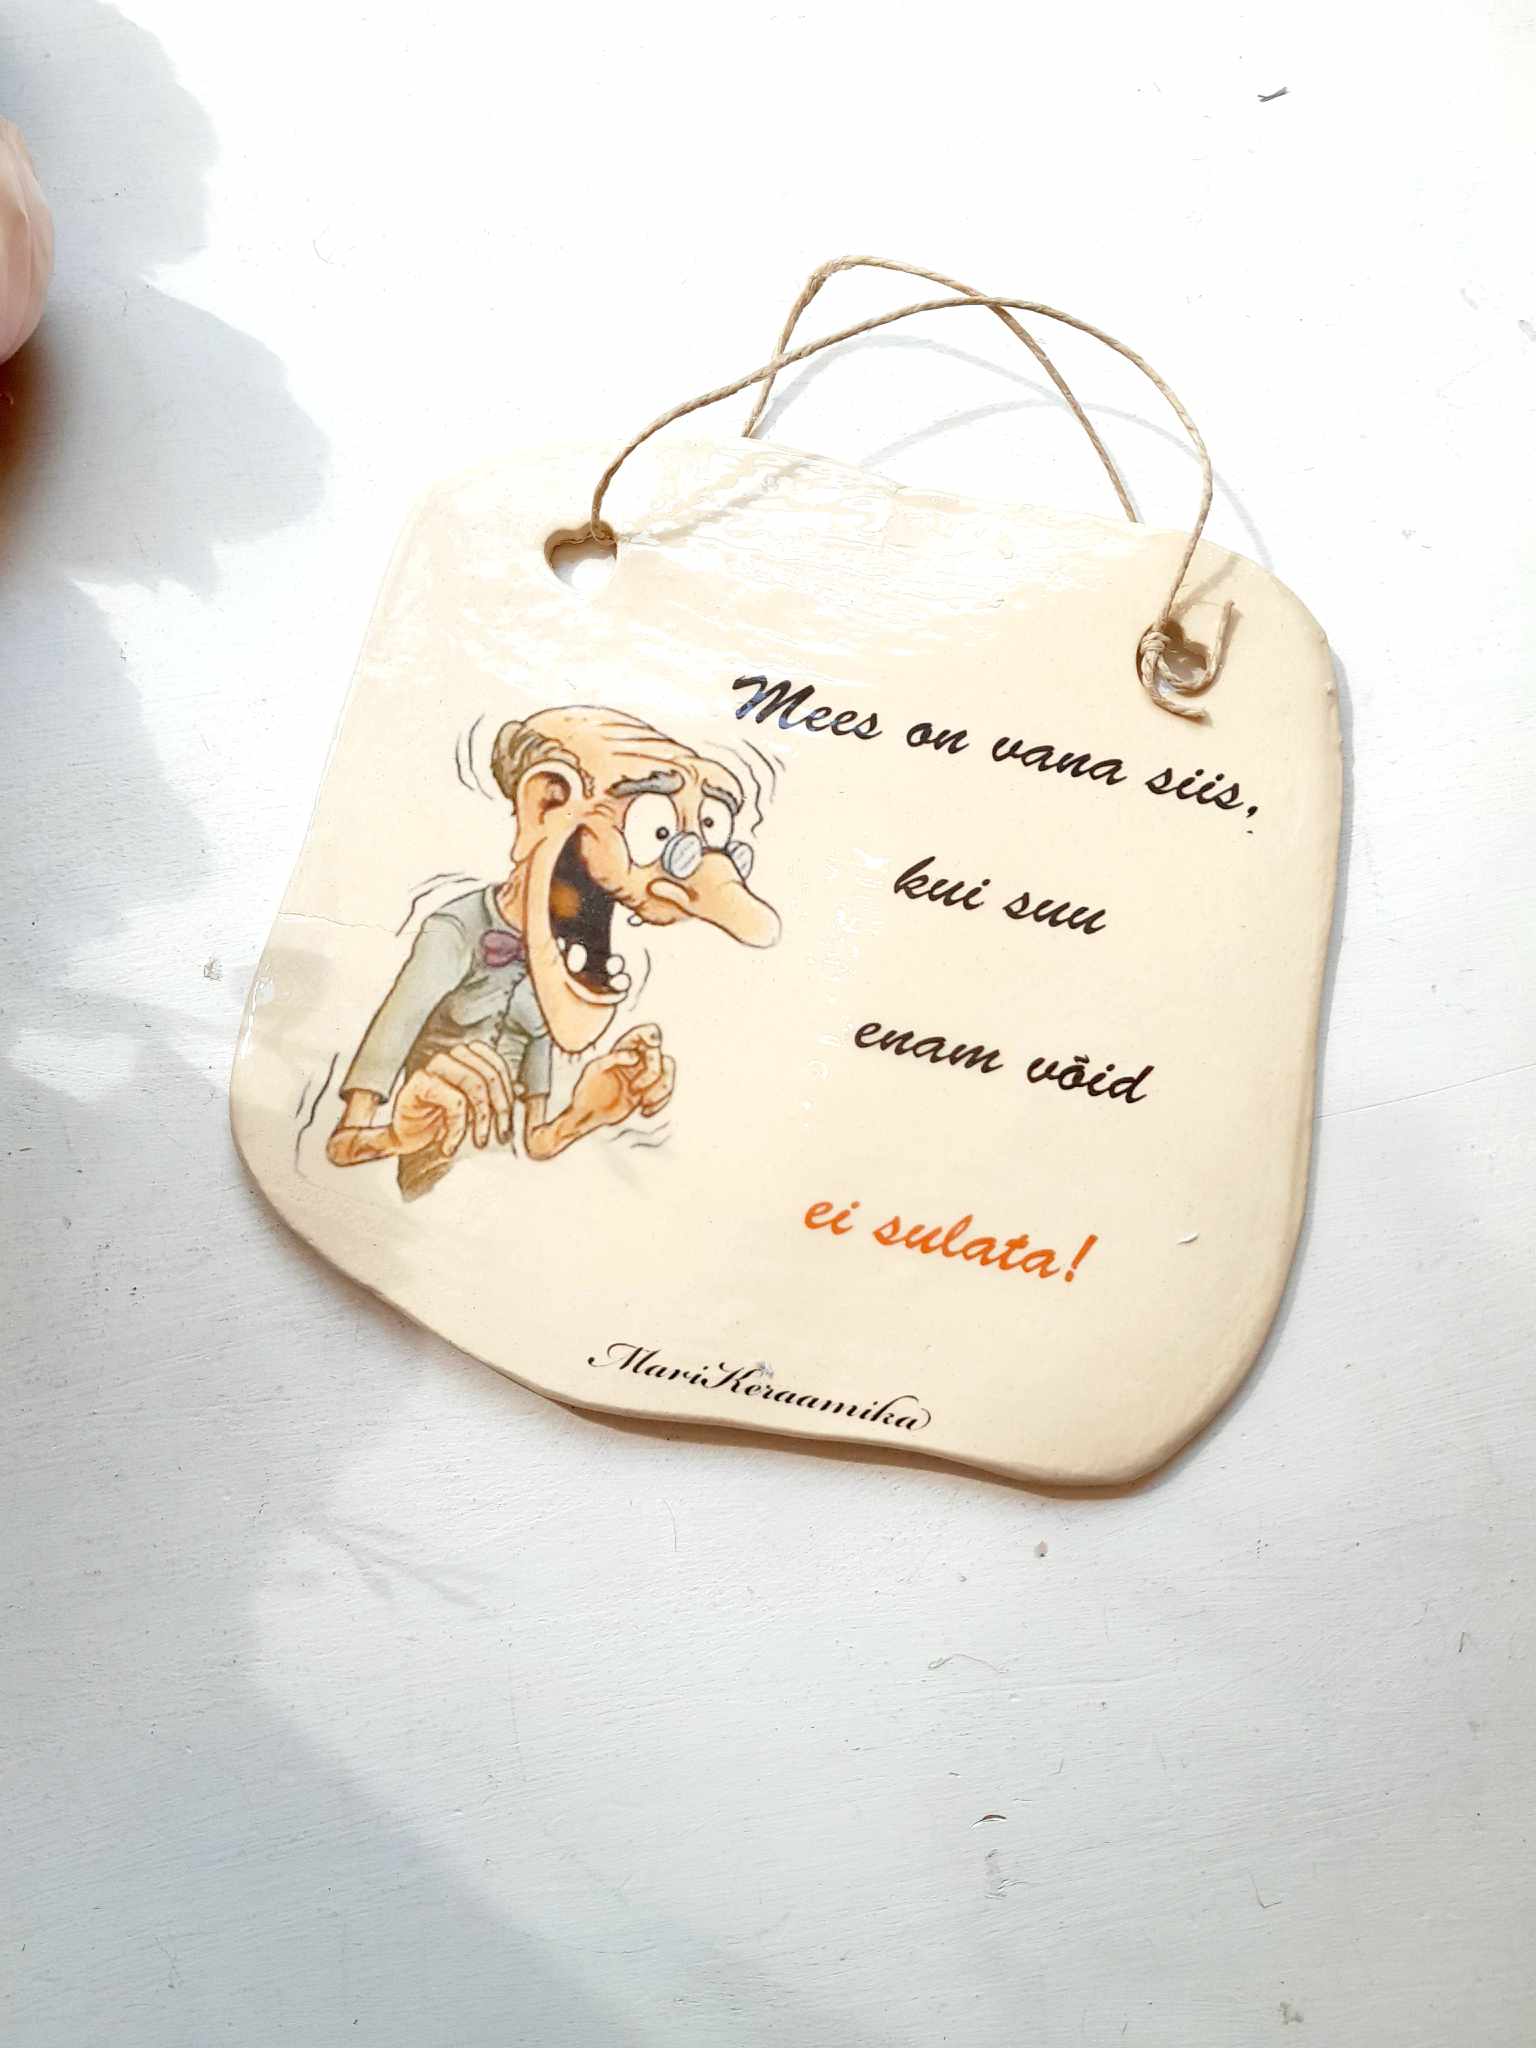 Mees on vana siis,
kui suu
enam võid
ei sulata!
MariKeraamika